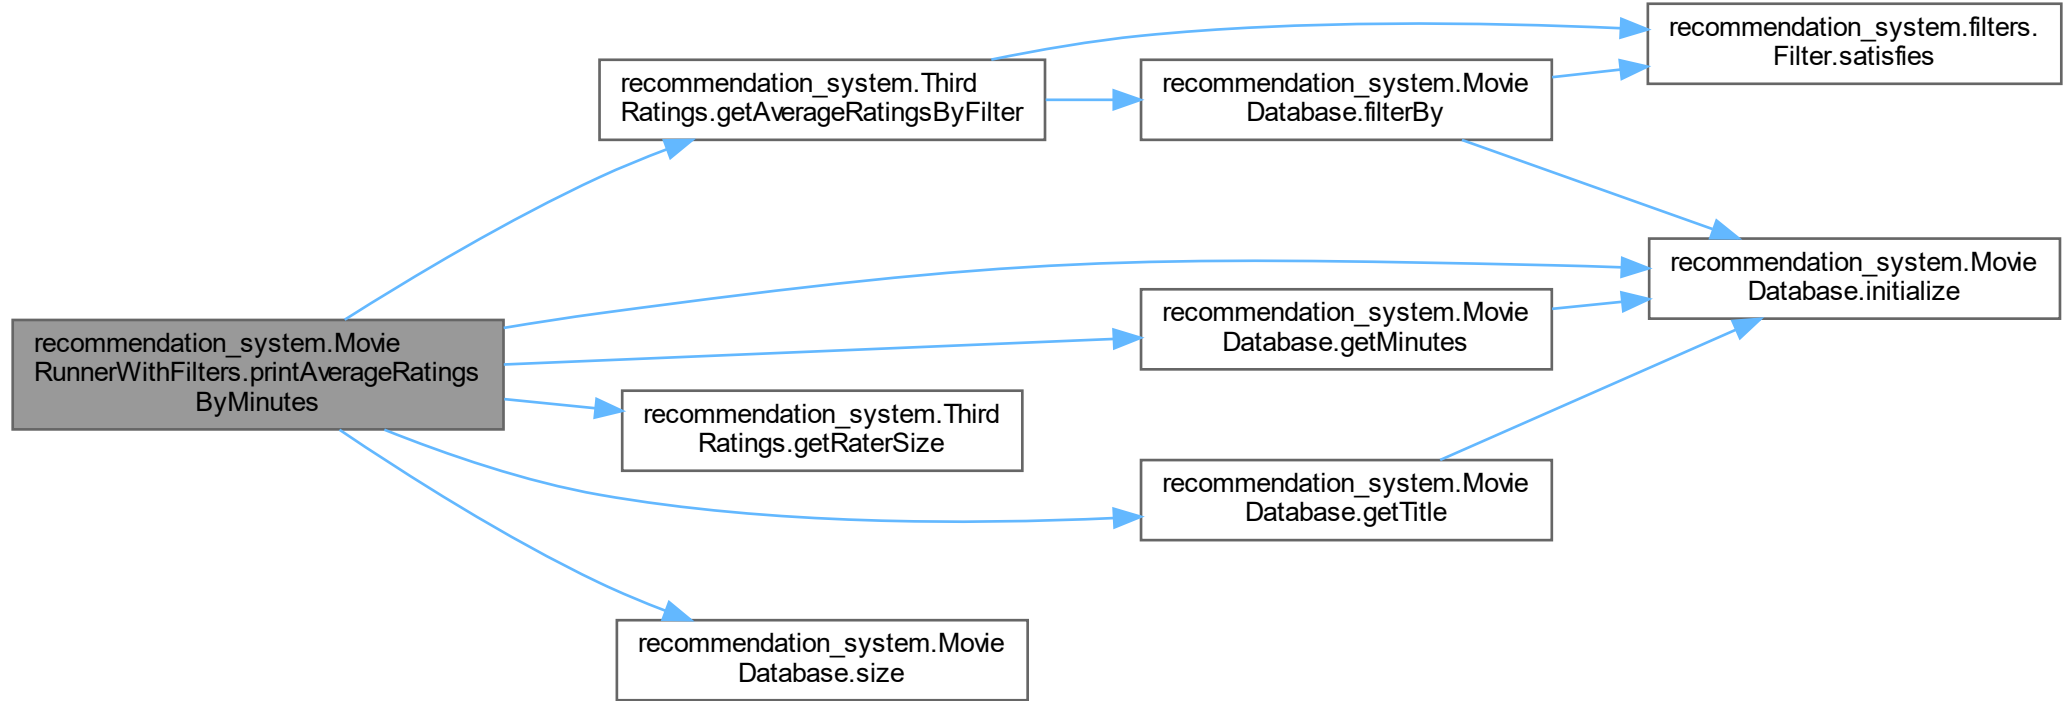 recommendation_system.Movie
RunnerWithFilters.printAverageRatings
ByMinutes
recommendation_system.Third
Ratings.getAverageRatingsByFilter
recommendation_system.Movie
Database.filterBy
recommendation_system.filters.
Filter.satisfies
recommendation_system.Movie
Database.initialize
recommendation_system.Movie
Database.getMinutes
recommendation_system.Third
Ratings.getRaterSize
recommendation_system.Movie
Database.getTitle
recommendation_system.Movie
Database.size